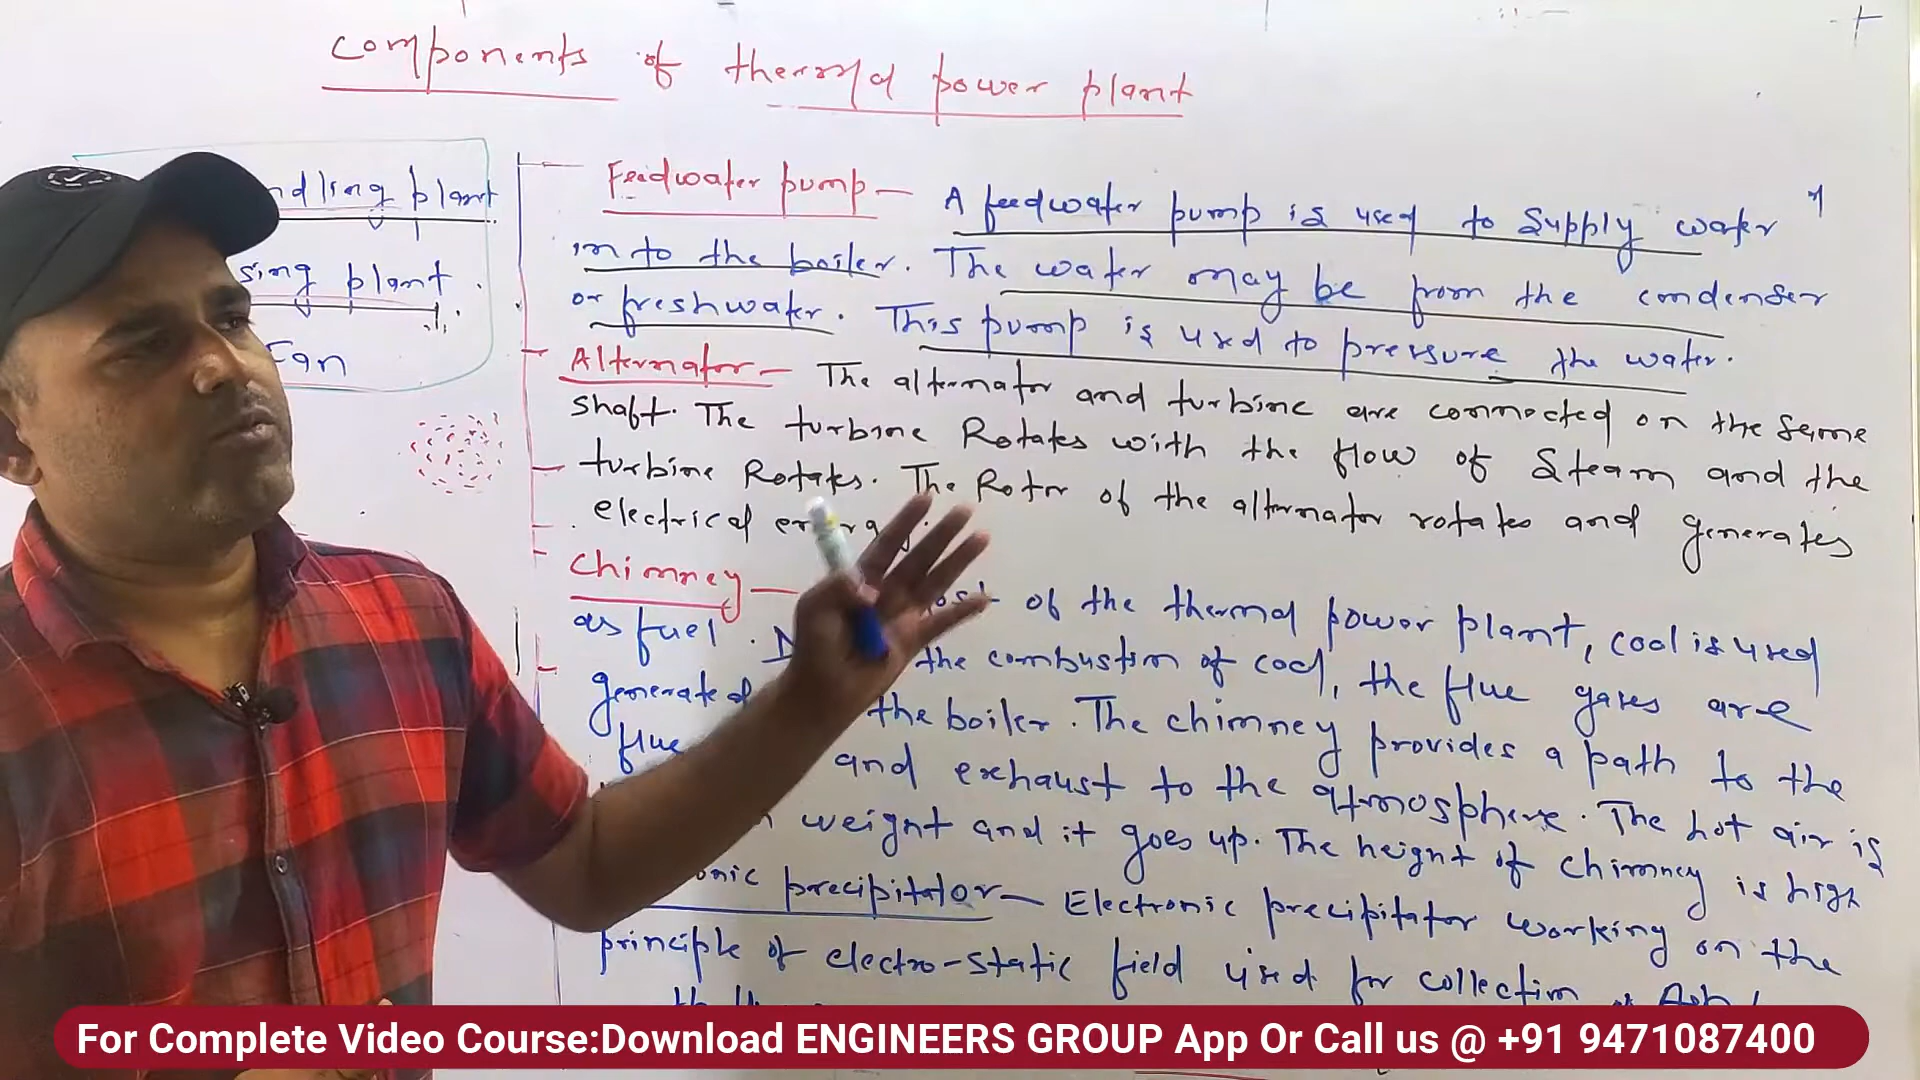 Components of thermal power plant
ndling plant
sing plant.
Fan
Feedwater pump - A feedwater pump is used to supply water
in to the boiler. The water may be from the condenser
or freshwater. This pump is used to pressure the water.
Alternator - The alternator and turbine are connected on the same
shaft. The turbine Rotates with the flow of Steam and the
turbine Rotates. The Rotor of the alternator rotates and generates
electrical energy.
Chimney - ost of the thermal power plant, coal is used
as fuel. the combustion of coal, the flue gases are
generated the boiler. The chimney provides a path to the
flue and exhaust to the atmosphere. The hot air is
weight and it goes up. The height of chimney is high
onic precipitator - Electronic precipitator working on the
principle of electro-static field used for collection of Ash
For Complete Video Course:Download ENGINEERS GROUP App Or Call us @ +91 9471087400